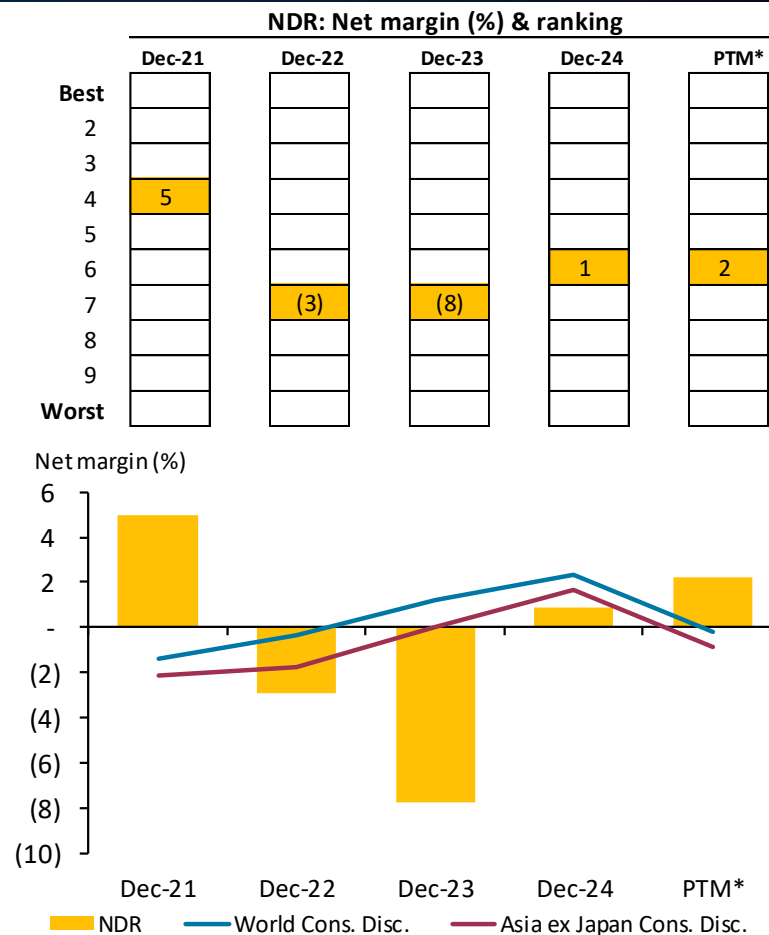 NDR: Net margin (%) & ranking
Dec-21 Dec-22 Dec-23 Dec-24 PTM*
Best
2
3
4 5
5
6 1 2
7 (3) (8)
8
9
Worst
Net margin (%)
6
4
2
-
(2)
(4)
(6)
(8)
(10)
Dec-21 Dec-22 Dec-23 Dec-24 PTM*
NDR World Cons. Disc. Asia ex Japan Cons. Disc.